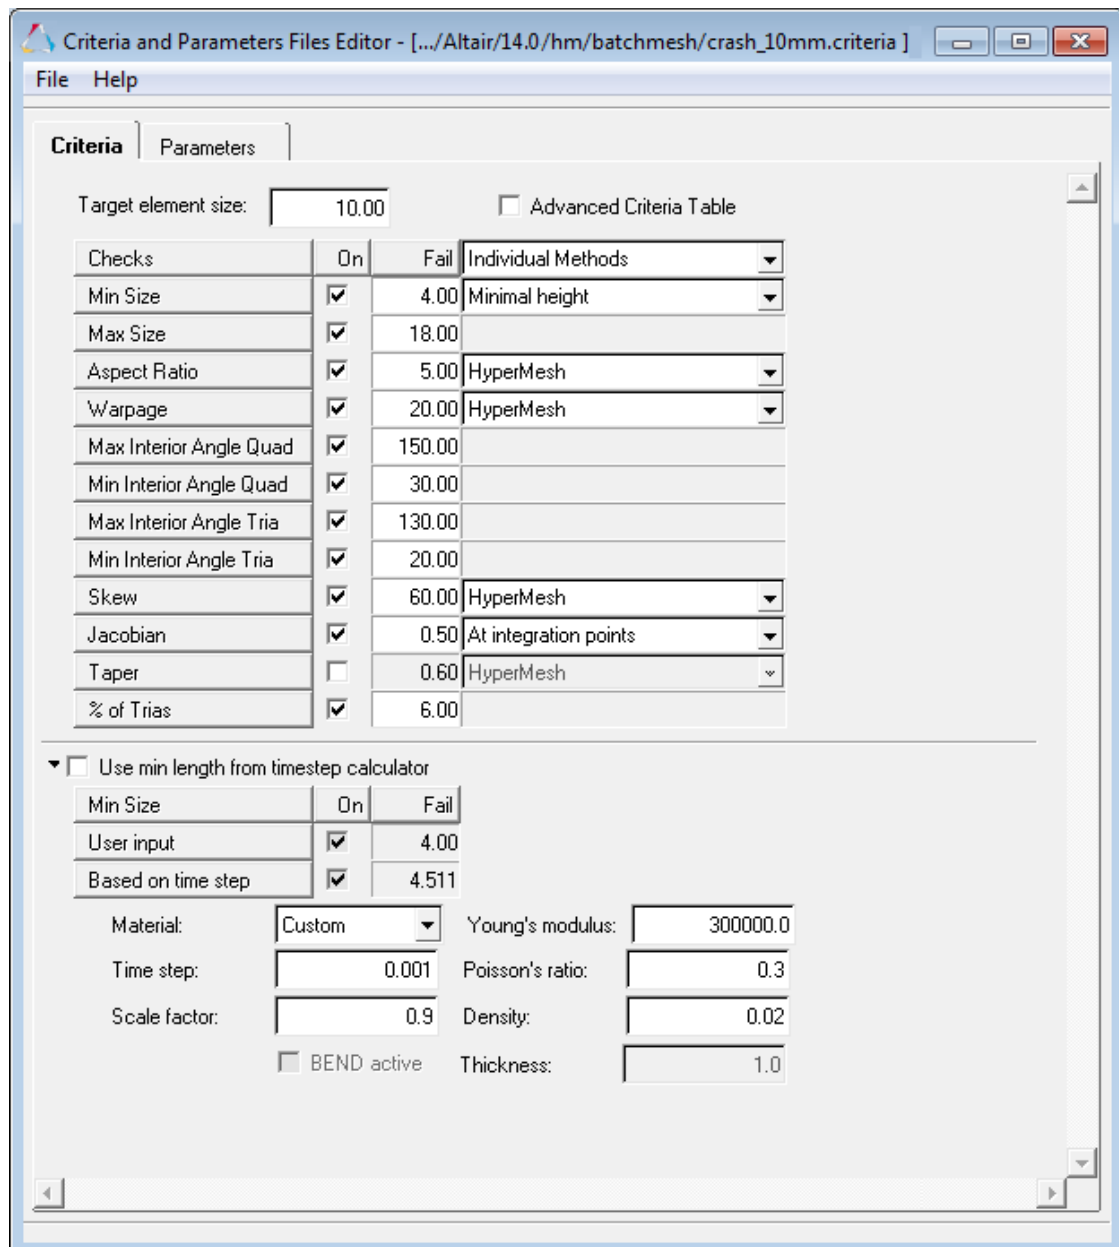 Criteria and Parameters Files Editor - [.../Altair/14.0/hm/batchmesh/crash_10mm.criteria ]
File Help
Criteria Parameters
Target element size: 10.00 Advanced Criteria Table
Checks On Fail Individual Methods
Min Size 4.00 Minimal height
Max Size 18.00
Aspect Ratio 5.00 HyperMesh
Warpage 20.00 HyperMesh
Max Interior Angle Quad 150.00
Min Interior Angle Quad 30.00
Max Interior Angle Tria 130.00
Min Interior Angle Tria 20.00
Skew 60.00 HyperMesh
Jacobian 0.50 At integration points
Taper 0.60 HyperMesh
% of Trias 6.00
Use min length from timestep calculator
Min Size On Fail
User input 4.00
Based on time step 4.511
Material: Custom Young's modulus: 300000.0
Time step: 0.001 Poisson's ratio: 0.3
Scale factor: 0.9 Density: 0.02
BEND active Thickness: 1.0